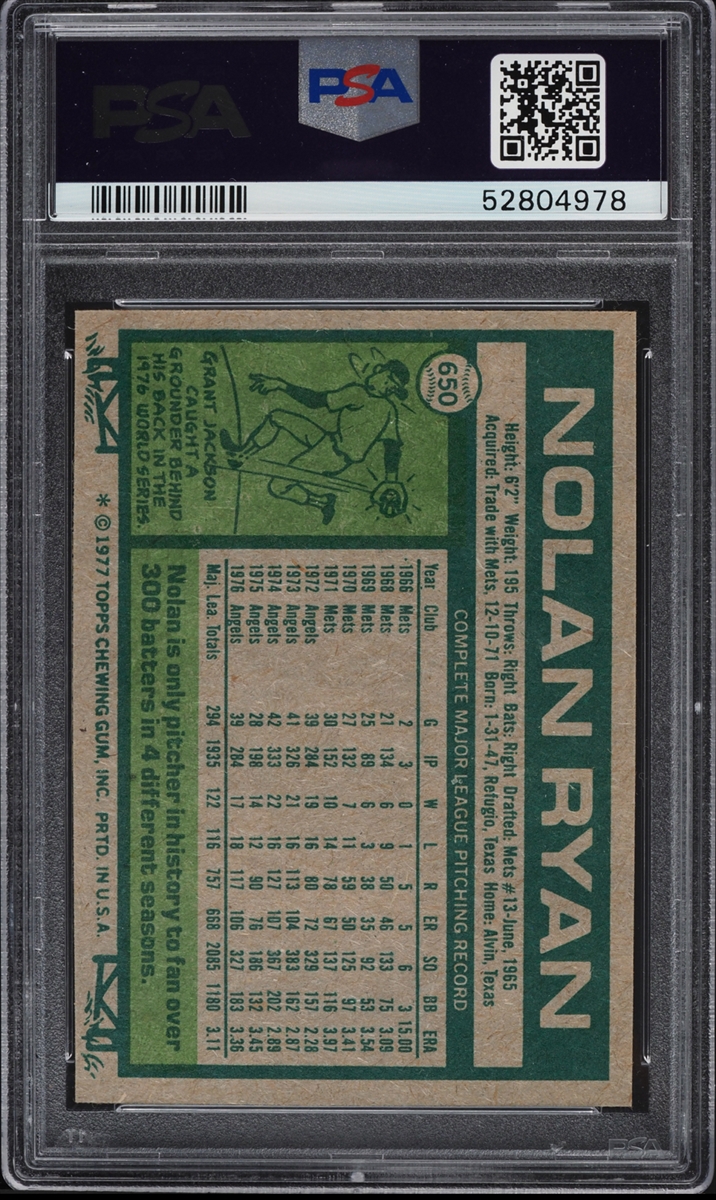 PSA
PSA
52804978
650
NOLAN RYAN
Height: 6'2" Weight: 195 Throws: Right Bats: Right Drafted: Mets #13-June, 1965
Acquired: Trade with Mets, 12-10-71 Born: 1-31-47, Refugio, Texas Home: Alvin, Texas
COMPLETE MAJOR LEAGUE PITCHING RECORD
Year Club G IP W L R ER SO BB ERA
·1966 Mets 2 3 0 1 5 5 6 3 15.00
1968 Mets 21 134 6 9 50 46 133 75 3.09
1969 Mets 25 89 6 3 38 35 92 53 3.54
1970 Mets 27 132 7 11 59 50 125 97 3.41
1971 Mets 30 152 10 14 78 67 137 116 3.97
1972 Angels 39 284 19 16 80 72 329 157 2.28
1973 Angels 41 326 21 16 113 104 383 162 2.87
1974 Angels 42 333 22 16 127 107 367 202 2.89
1975 Angels 28 198 14 12 90 76 186 132 3.45
1976 Angels 39 284 17 18 117 106 327 183 3.36
Maj. Lea. Totals 294 1935 122 116 757 668 2085 1180 3.11
GRANT JACKSON
CAUGHT A
GROUNDER BEHIND
HIS BACK IN THE
1976 WORLD SERIES.
Nolan is only pitcher in history to fan over
300 batters in 4 different seasons.
* © 1977 TOPPS CHEWING GUM, INC. PRTD. IN U.S.A.
PSA